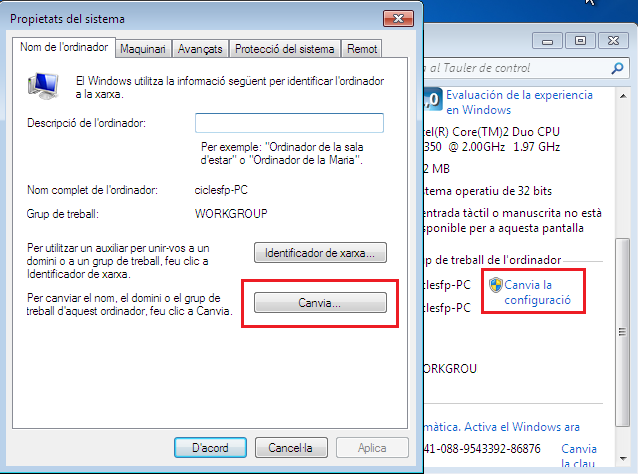 Propietats del sistema
Nom de l'ordinador
Maquinari
Avançats
Protecció del sistema
Remot
El Windows utilitza la informació següent per identificar l'ordinador
a la xarxa.
Descripció de l'ordinador:
Per exemple: "Ordinador de la sala
d'estar" o "Ordinador de la Maria".
Nom complet de l'ordinador:
ciclesfp-PC
Grup de treball:
WORKGROUP
Per utilitzar un auxiliar per unir-vos a un
domini o a un grup de treball, feu clic a
Identificador de xarxa.
Identificador de xarxa...
Per canviar el nom, el domini o el grup de
treball d'aquest ordinador, feu clic a Canvia.
Canvia...
D'acord
Cancel·la
Aplica
a al Tauler de control
,0
Evaluación de la experiencia
en Windows
tel(R) Core(TM)2 Duo CPU
350 @ 2.00GHz 1.97 GHz
2 MB
stema operatiu de 32 bits
entrada tàctil o manuscrita no està
sponible per a aquesta pantalla
up de treball de l'ordinador
clesfp-PC
Canvia la
configuració
clesfp-PC
ORKGROU
màtica. Activa el Windows ara
41-088-9543392-86876
Canvia
la clau